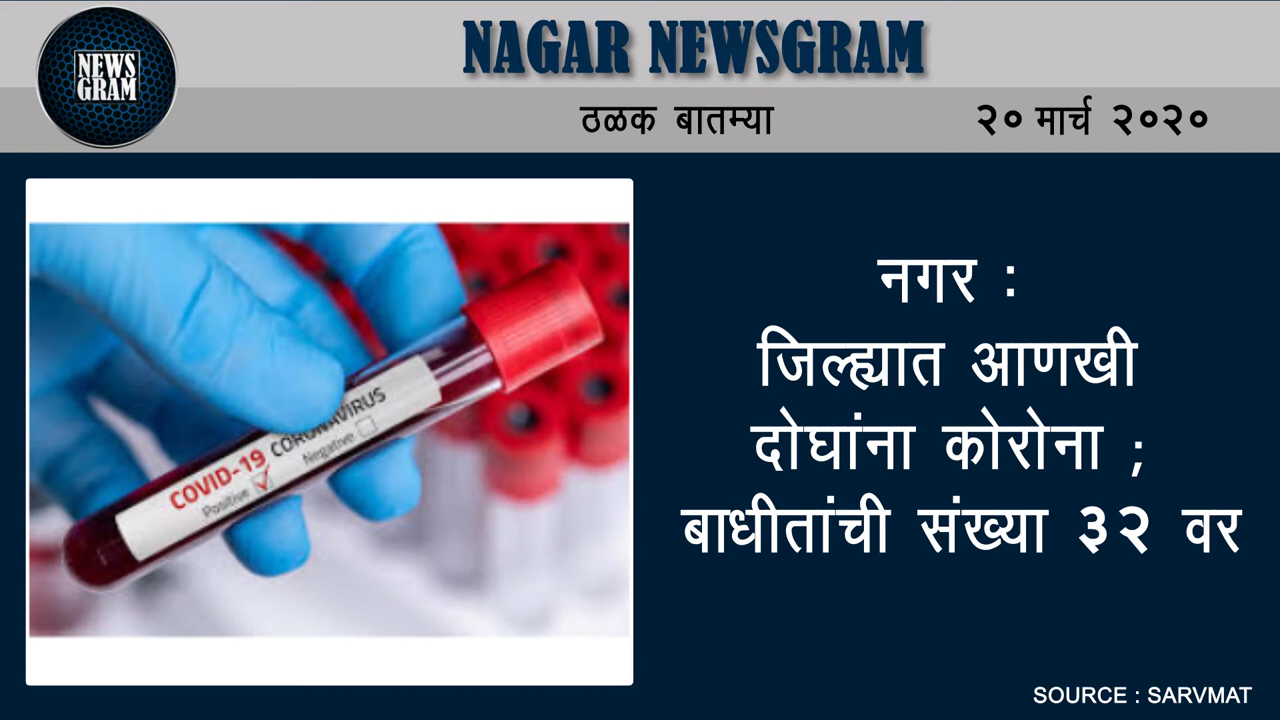 NEWS
GRAM
NAGAR NEWSGRAM
ठळक बातम्या
२० मार्च २०२०
COVID-19 CORONAVIRUS
Positive
Negative
नगर :
जिल्ह्यात आणखी
दोघांना कोरोना ;
बाधीतांची संख्या ३२ वर
SOURCE : SARVMAT